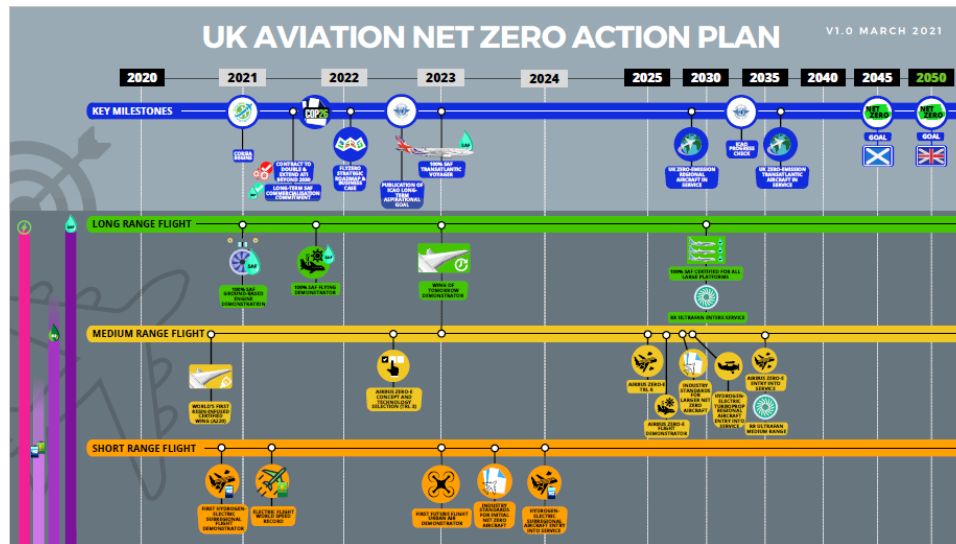 UK AVIATION NET ZERO ACTION PLAN
V1.0 MARCH 2021
2020
2021
2022
2023
2024
2025
2030
2035
2040
2045
2050
KEY MILESTONES
COP26
SAF
NET
ZERO
NET
ZERO
CORSIA
BEGINS
CONTRACT TO
DOUBLE &
EXTEND ATI
BEYOND 2030
SAF
LONG-TERM SAF
COMMERCIALISATION
COMMITMENT
FLYZERO
STRATEGIC
ROADMAP &
BUSINESS
CASE
PUBLICATION OF
ICAO LONG-
TERM
ASPIRATIONAL
GOAL
100% SAF
TRANSATLANTIC
VOYAGER
UK ZERO-EMISSION
REGIONAL
AIRCRAFT IN
SERVICE
ICAO
PROGRESS
CHECK
UK ZERO-EMISSION
TRANSATLANTIC
AIRCRAFT IN
SERVICE
GOAL
GOAL
SAF
LONG RANGE FLIGHT
SAF
SAF
100% SAF
GROUND-BASED
ENGINE
DEMONSTRATION
100% SAF FLYING
DEMONSTRATOR
WING OF
TOMORROW
DEMONSTRATOR
100% SAF CERTIFIED FOR ALL
LARGE PLATFORMS
RR ULTRAFAN ENTERS SERVICE
MEDIUM RANGE FLIGHT
WORLD'S FIRST
RESIN-INFUSED
CERTIFIED
WING (A220)
AIRBUS ZERO-E
CONCEPT AND
TECHNOLOGY
SELECTION (TRL 3)
AIRBUS ZERO-E
TRL 6
AIRBUS ZERO-E
FLIGHT
DEMONSTRATOR
INDUSTRY
STANDARDS
FOR
LARGER NET
ZERO
AIRCRAFT
HYDROGEN-
ELECTRIC
TURBOPROP
REGIONAL
AIRCRAFT
ENTRY INTO
SERVICE
AIRBUS ZERO-E
ENTRY INTO
SERVICE
RR ULTRAFAN
MEDIUM RANGE
SHORT RANGE FLIGHT
FIRST HYDROGEN-
ELECTRIC
SUBREGIONAL
FLIGHT
DEMONSTRATOR
ELECTRIC FLIGHT
WORLD SPEED
RECORD
FIRST FUTURE FLIGHT
URBAN AIR
DEMONSTRATOR
INDUSTRY
STANDARDS
FOR INITIAL
NET ZERO
AIRCRAFT
HYDROGEN-
ELECTRIC
SUBREGIONAL
AIRCRAFT ENTRY
INTO SERVICE